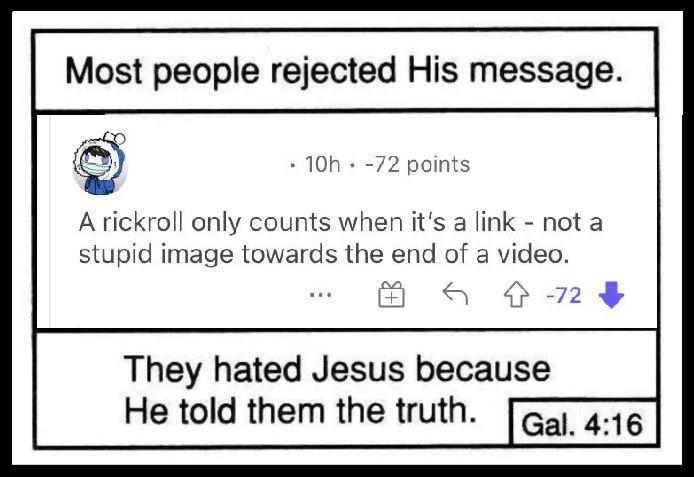 Most people rejected His message.
· 10h · -72 points
A rickroll only counts when it's a link - not a
stupid image towards the end of a video.
... -72
They hated Jesus because
He told them the truth.
Gal. 4:16